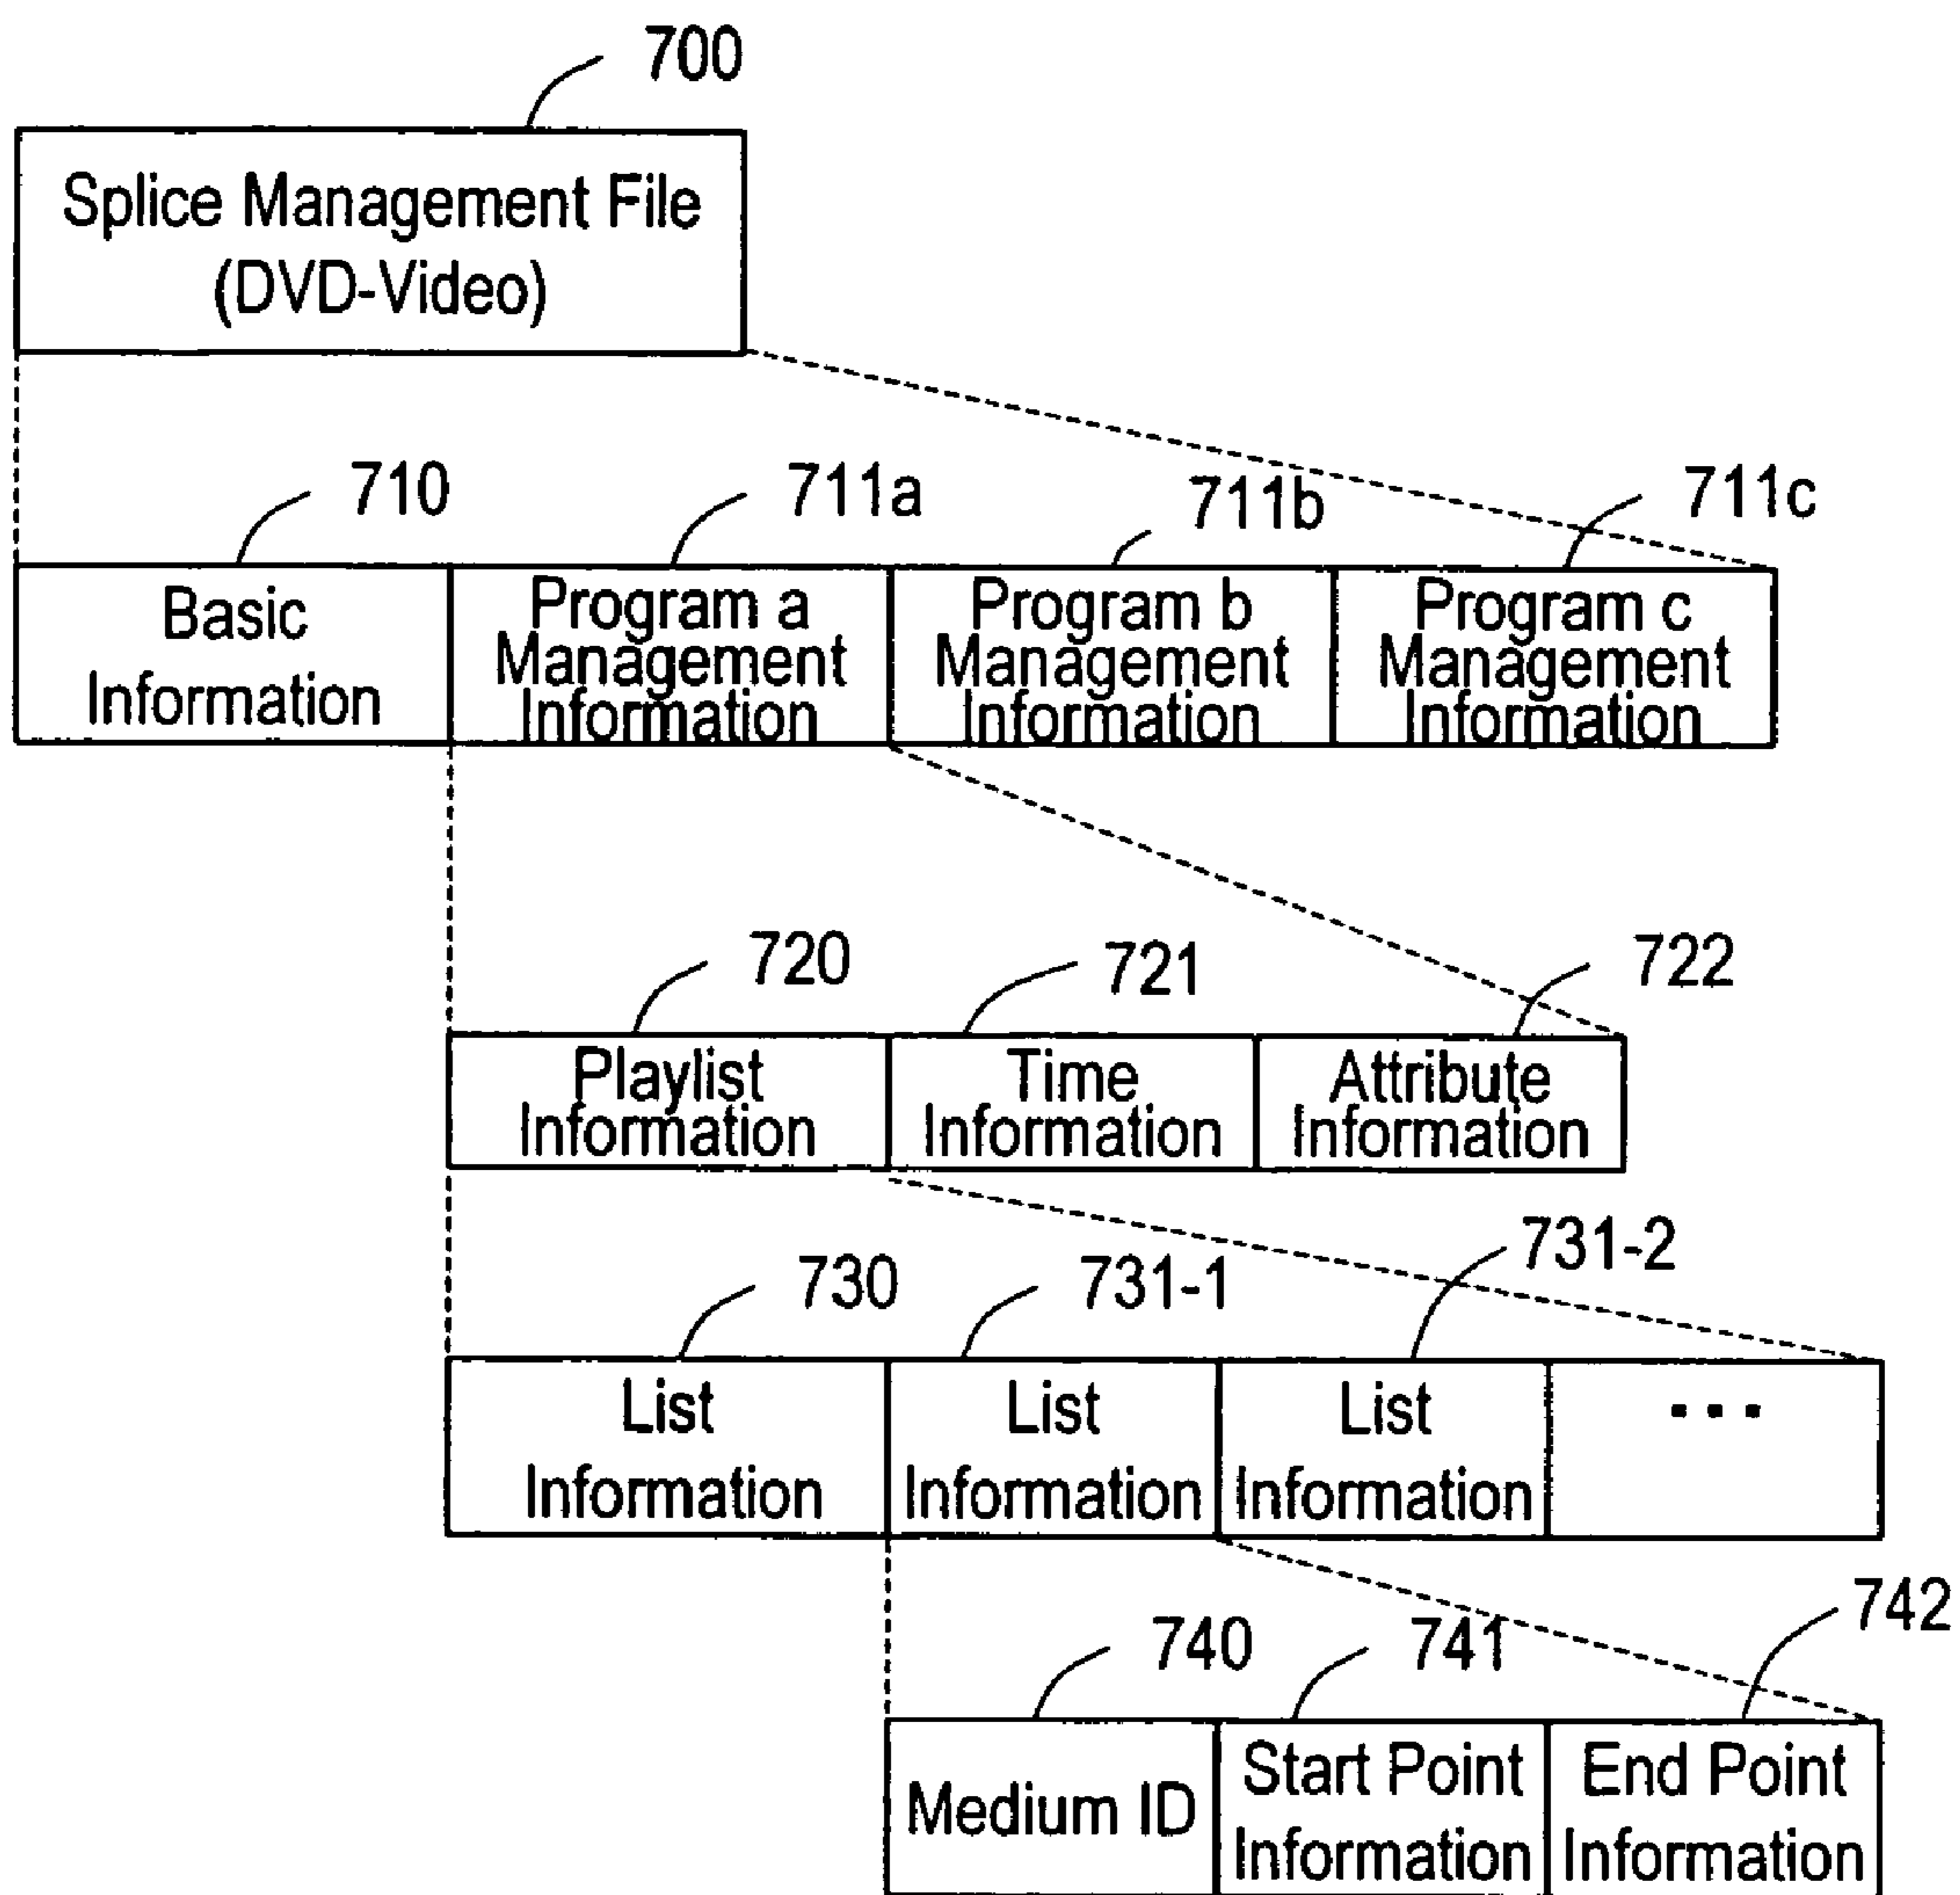 700
Splice Management File
(DVD-Video)
710
711a
711b
711c
Basic
Information
Program a
Management
Information
Program b
Management
Information
Program c
Management
Information
720
721
722
Playlist
Information
Time
Information
Attribute
Information
730
731-1
731-2
List
Information
List
Information
List
Information
...
740
741
742
Medium ID
Start Point
Information
End Point
Information